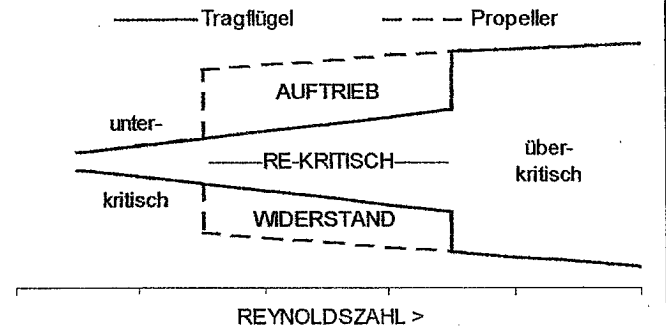 Tragflügel
Propeller
AUFTRIEB
unter-
RE-KRITISCH
über-
kritisch
kritisch
WIDERSTAND
REYNOLDSZAHL >